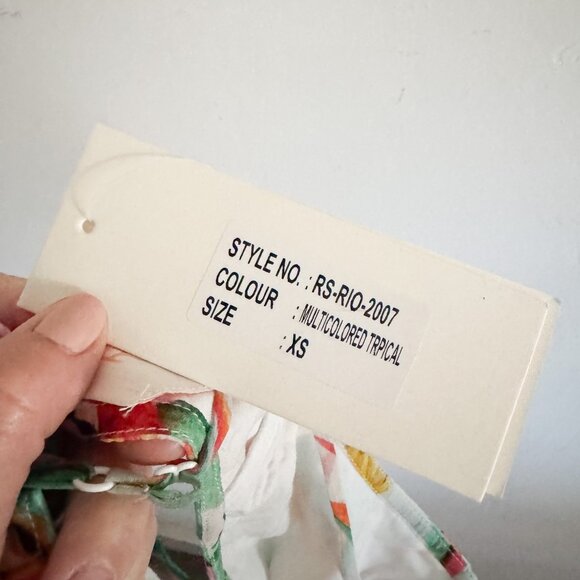 STYLE NO. : RS-RIO-2007
COLOUR : MULTICOLORED TRPICAL
SIZE : XS